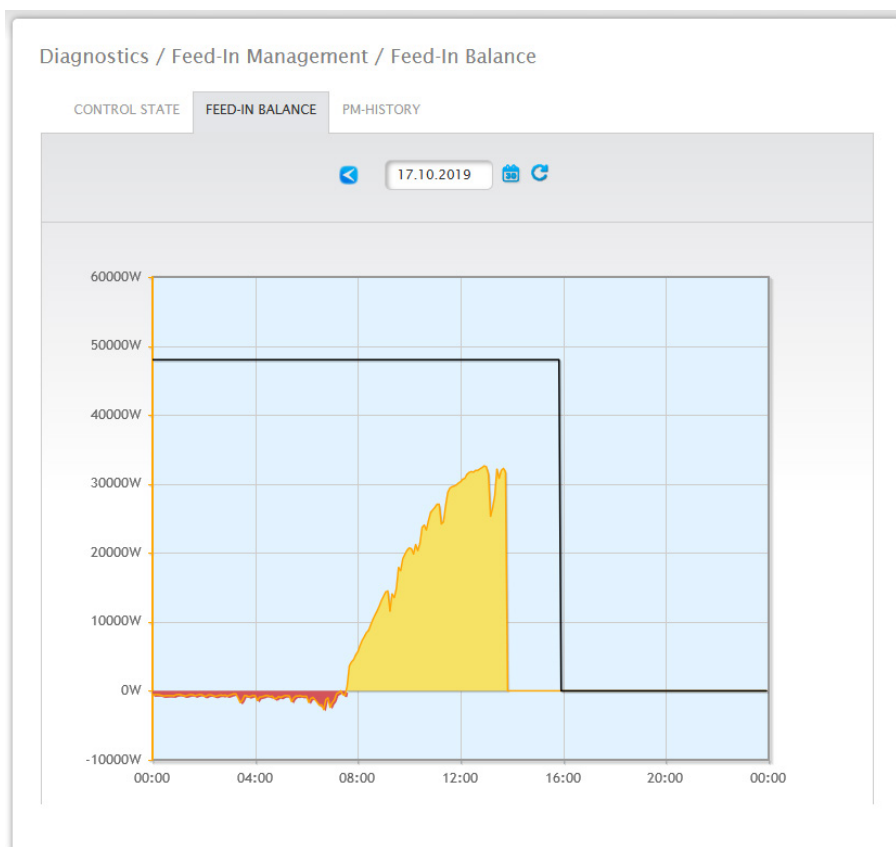 Diagnostics / Feed-In Management / Feed-In Balance
CONTROL STATE FEED-IN BALANCE PM-HISTORY
17.10.2019 30
60000W
50000W
40000W
30000W
20000W
10000W
0W
-10000W
00:00 04:00 08:00 12:00 16:00 20:00 00:00